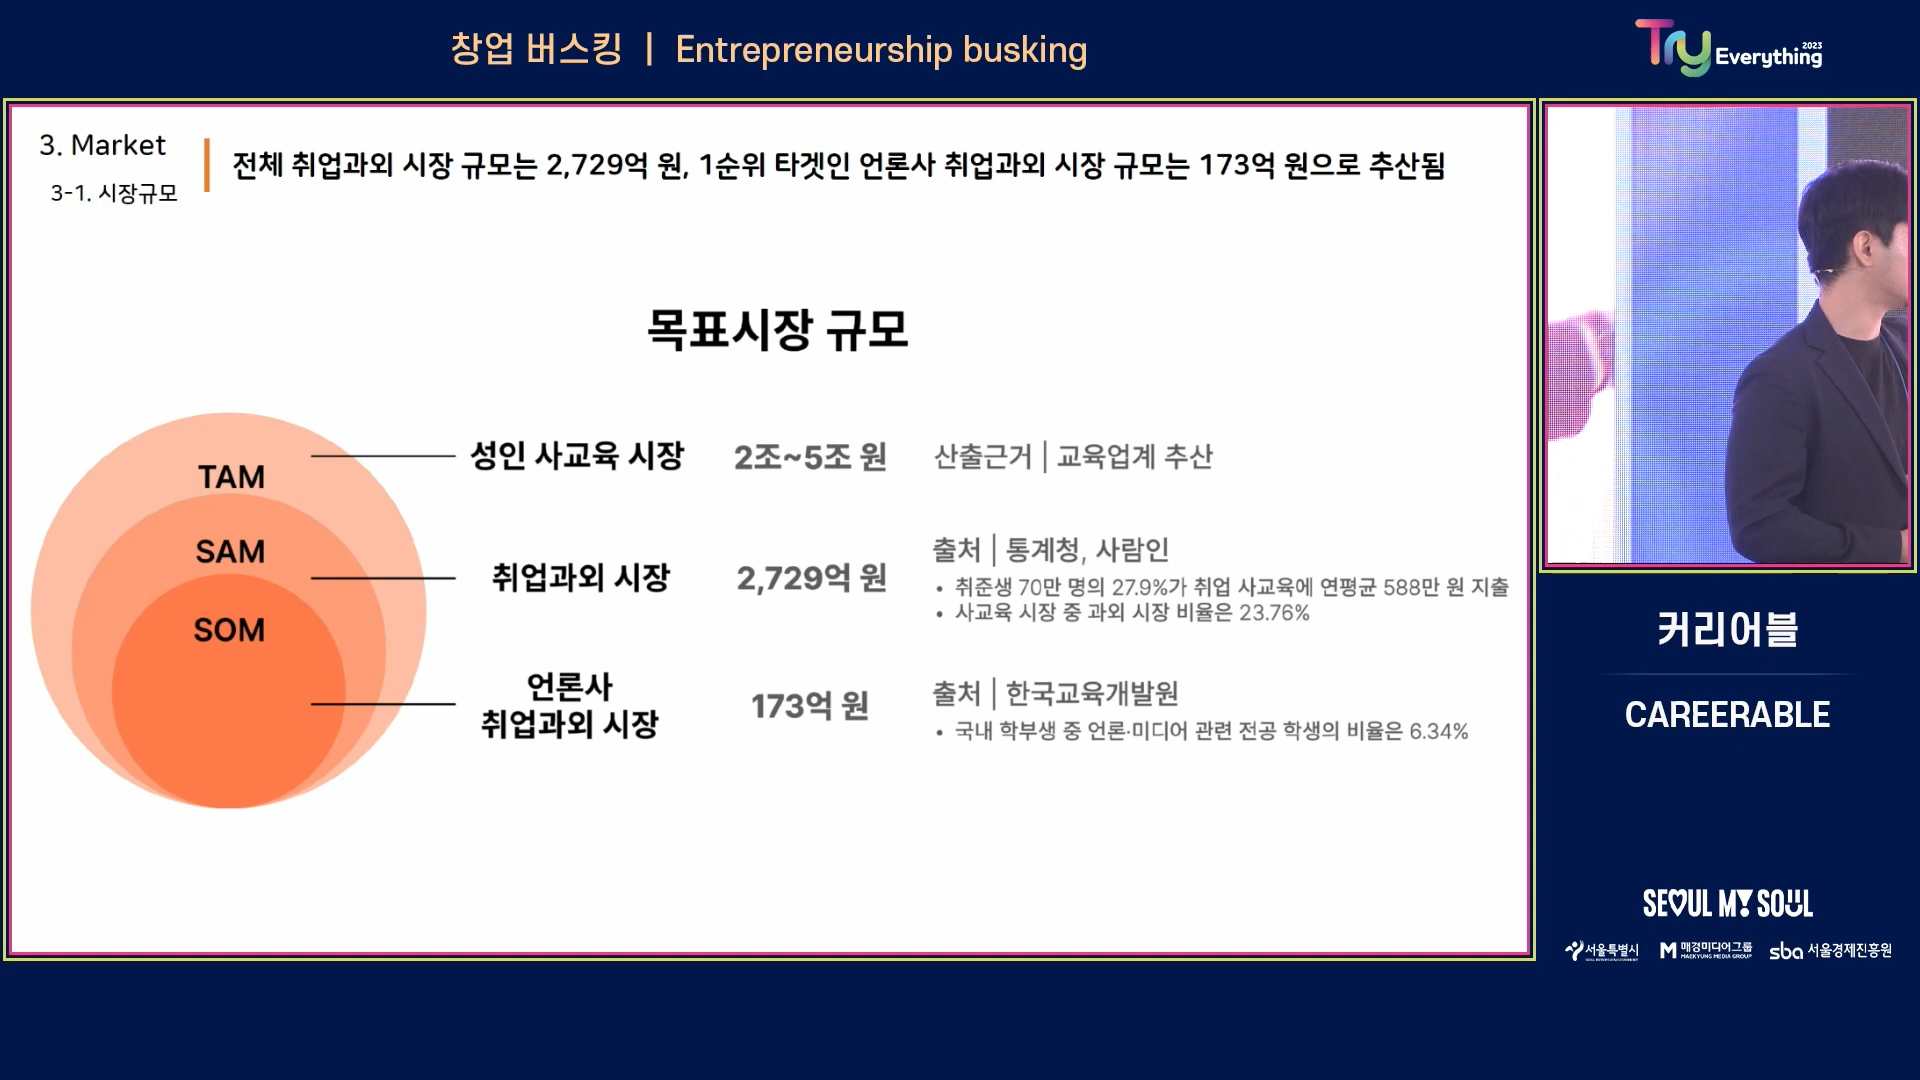 창업 버스킹 | Entrepreneurship busking
Try Everything 2023
3. Market
3-1. 시장규모
전체 취업과외 시장 규모는 2,729억 원, 1순위 타겟인 언론사 취업과외 시장 규모는 173억 원으로 추산됨
목표시장 규모
TAM
성인 사교육 시장 2조~5조 원 산출근거 | 교육업계 추산
SAM
취업과외 시장 2,729억 원 출처 | 통계청, 사람인
• 취준생 70만 명의 27.9%가 취업 사교육에 연평균 588만 원 지출
• 사교육 시장 중 과외 시장 비율은 23.76%
SOM
언론사
취업과외 시장 173억 원 출처 | 한국교육개발원
• 국내 학부생 중 언론·미디어 관련 전공 학생의 비율은 6.34%
커리어블
CAREERABLE
SEOUL MY SOUL
서울특별시
매경미디어그룹
MAEKYUNG MEDIA GROUP
sba 서울경제진흥원